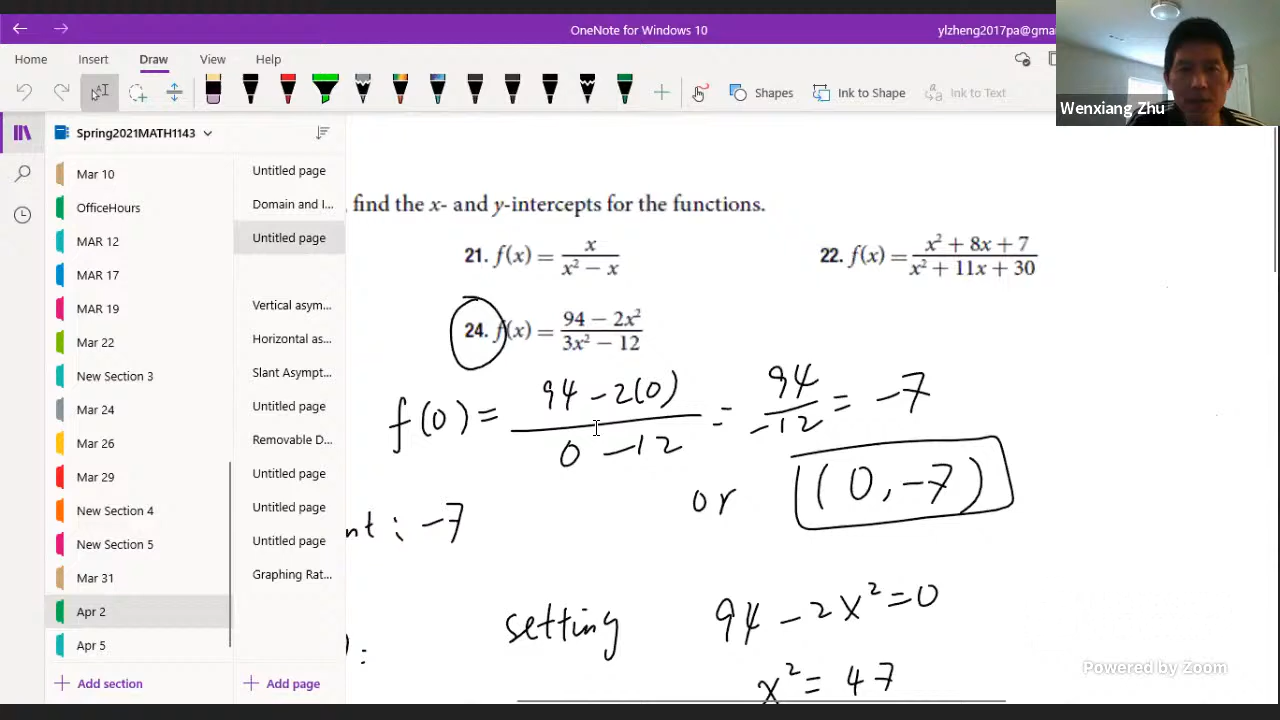 OneNote for Windows 10
ylzheng2017pa@gma
Home Insert Draw View Help
Shapes Ink to Shape Ink to Text
Wenxiang Zhu
Spring2021MATH1143
Mar 10
OfficeHours
MAR 12
MAR 17
MAR 19
Mar 22
New Section 3
Mar 24
Mar 26
Mar 29
New Section 4
New Section 5
Mar 31
Apr 2
Apr 5
+ Add section
Untitled page
Domain and I...
Untitled page
Vertical asym...
Horizontal as...
Slant Asympt...
Untitled page
Removable D...
Untitled page
Untitled page
Untitled page
Graphing Rat...
+ Add page
, find the x- and y-intercepts for the functions.
21. f(x) = x / x² − x
22. f(x) = x² + 8x + 7 / x² + 11x + 30
24. f(x) = 94 − 2x² / 3x² − 12
f(0) = 94 − 2(0) / 0 − 12 = 94 / −12 = −7
or (0, −7)
nt : −7
setting 94 − 2x² = 0
x² = 47
Powered by Zoom